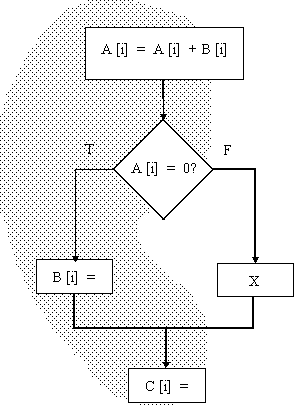 A [i] = A [i] + B [i]
T
F
A [i] = 0?
B [i] =
X
C [i] =